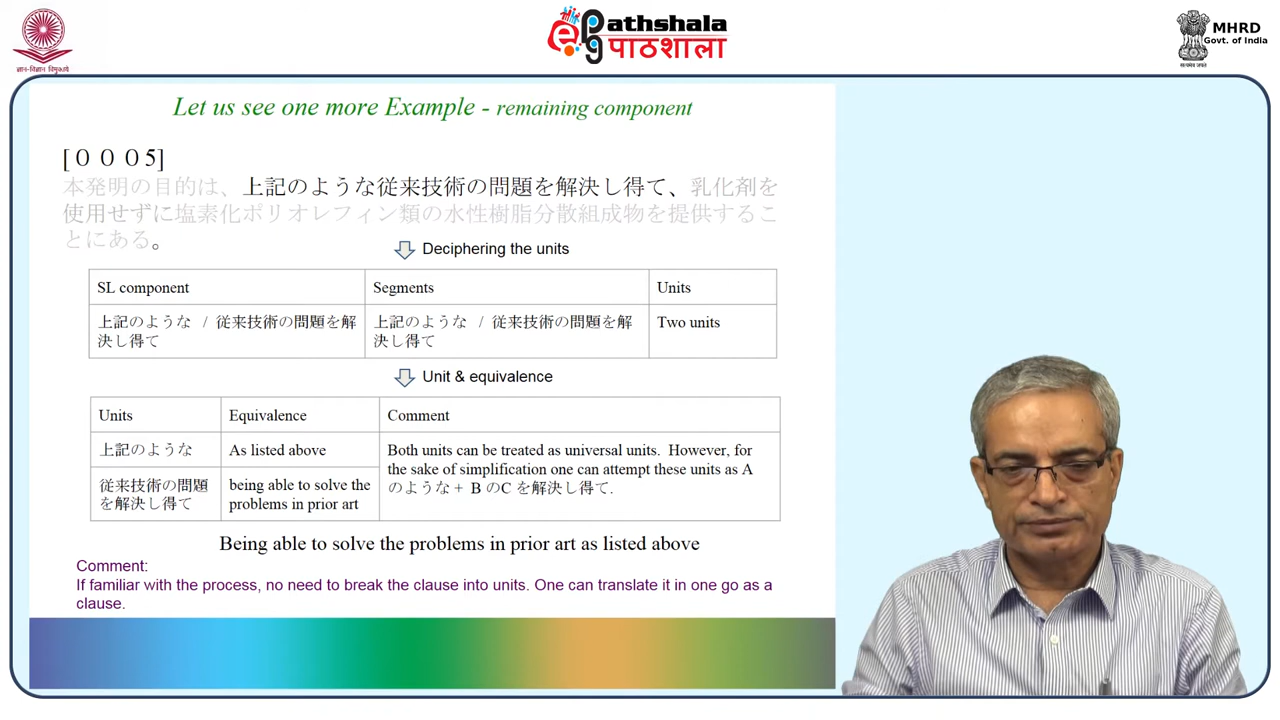 ज्ञान-विज्ञान विमुक्तये
ePg athshala
पाठशाला
MHRD
Govt. of India
Let us see one more Example - remaining component
[０００5]
本発明の目的は、上記のような従来技術の問題を解決し得て、乳化剤を
使用せずに塩素化ポリオレフィン類の水性樹脂分散組成物を提供するこ
とにある。
Deciphering the units
SL component Segments Units
上記のような / 従来技術の問題を解 上記のような / 従来技術の問題を解 Two units
決し得て 決し得て
Unit & equivalence
Units Equivalence Comment
上記のような As listed above Both units can be treated as universal units. However, for
the sake of simplification one can attempt these units as A
従来技術の問題 being able to solve the のような + B のC を解決し得て.
を解決し得て problems in prior art
Being able to solve the problems in prior art as listed above
Comment:
If familiar with the process, no need to break the clause into units. One can translate it in one go as a
clause.